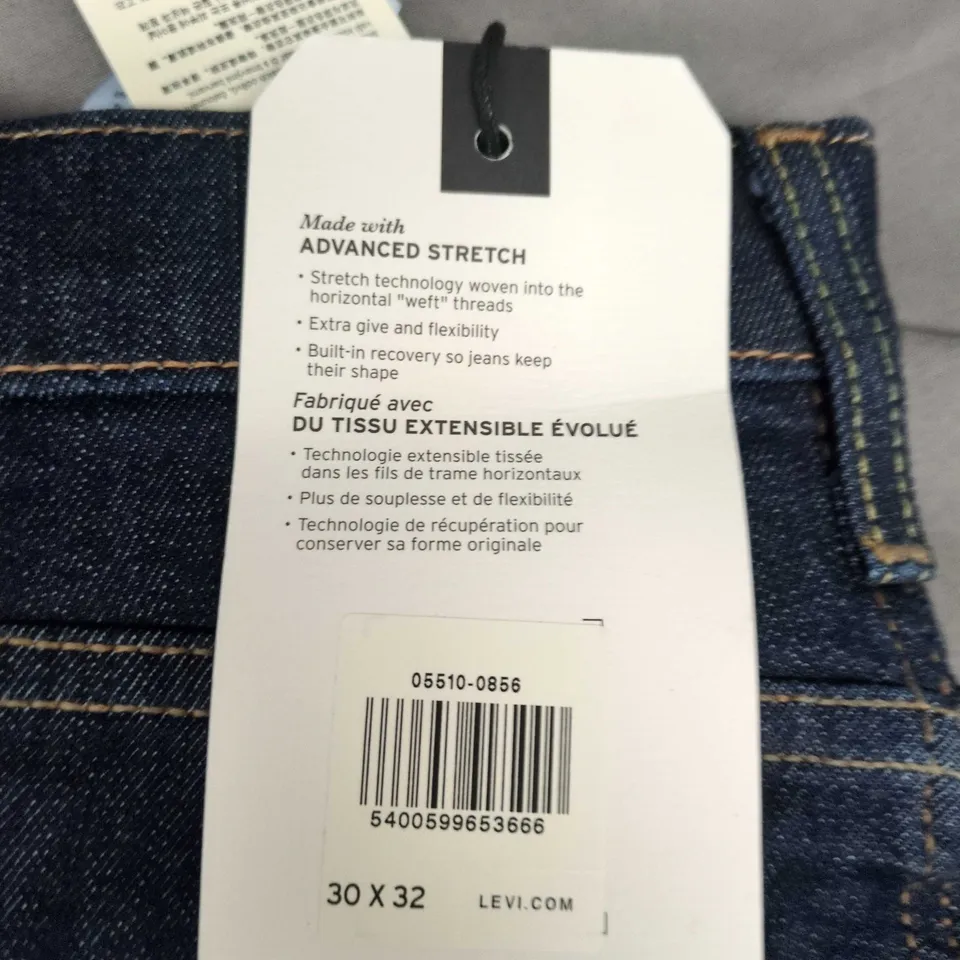 Made with
ADVANCED STRETCH
• Stretch technology woven into the
horizontal "weft" threads
• Extra give and flexibility
• Built-in recovery so jeans keep
their shape
Fabriqué avec
DU TISSU EXTENSIBLE ÉVOLUÉ
• Technologie extensible tissée
dans les fils de trame horizontaux
• Plus de souplesse et de flexibilité
• Technologie de récupération pour
conserver sa forme originale
05510-0856
5400599653666
30 X 32 LEVI.COM